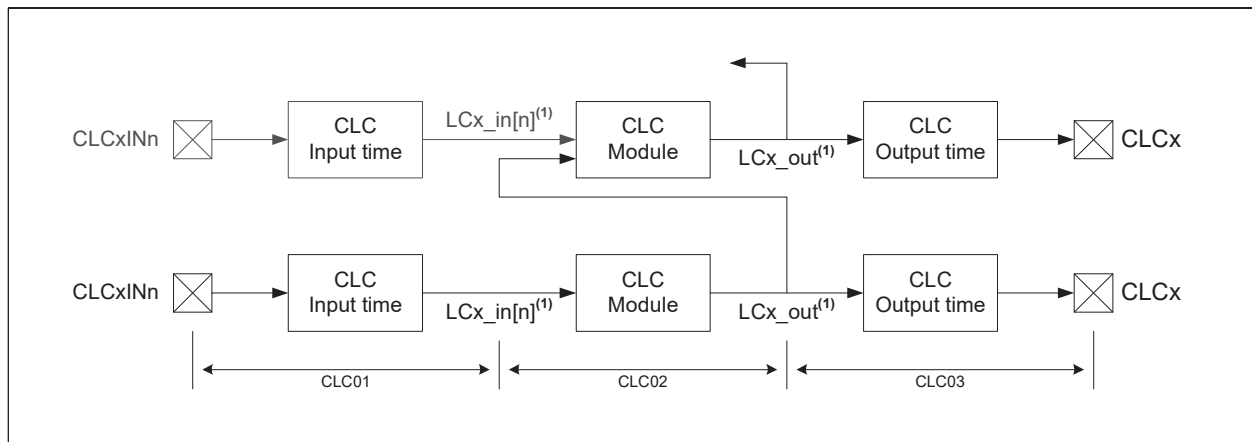 CLCxINn
CLC
Input time
LCx_in[n](1)
CLC
Module
LCx_out(1)
CLC
Output time
CLCx
CLCxINn
CLC
Input time
LCx_in[n](1)
CLC
Module
LCx_out(1)
CLC
Output time
CLCx
CLC01
CLC02
CLC03